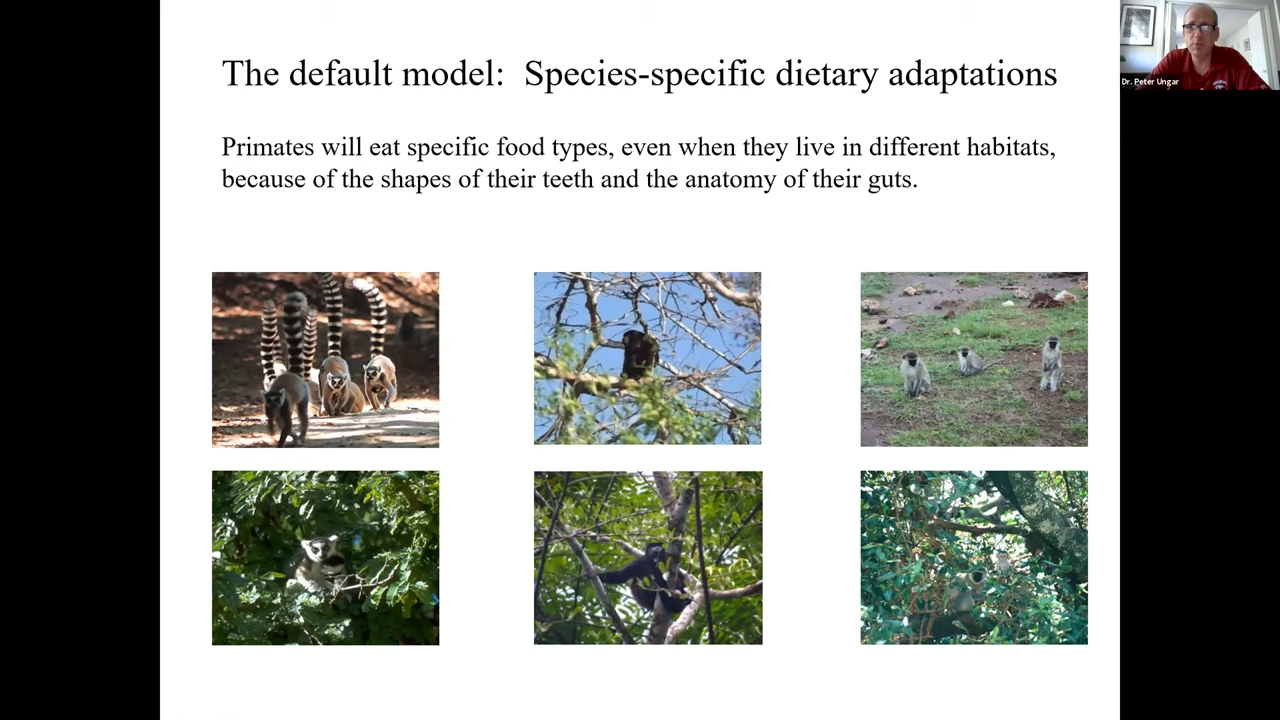 The default model:  Species-specific dietary adaptations
Primates will eat specific food types, even when they live in different habitats,
because of the shapes of their teeth and the anatomy of their guts.
Dr. Peter Ungar